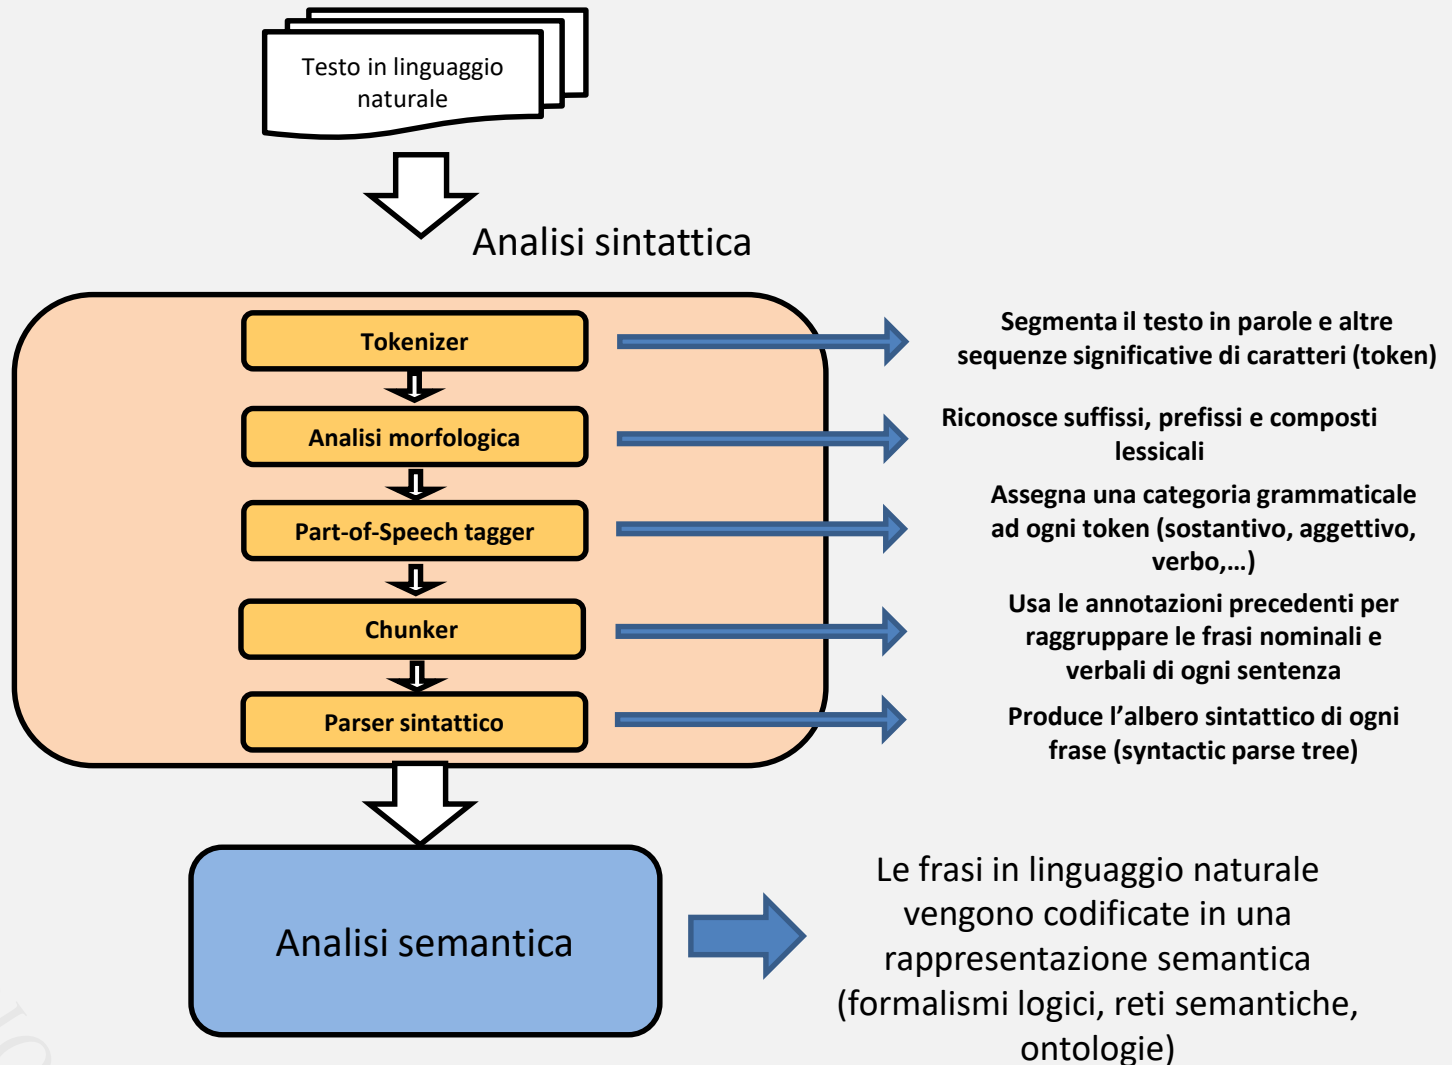 Testo in linguaggio
naturale
Analisi sintattica
Tokenizer
Segmenta il testo in parole e altre
sequenze significative di caratteri (token)
Analisi morfologica
Riconosce suffissi, prefissi e composti
lessicali
Part-of-Speech tagger
Assegna una categoria grammaticale
ad ogni token (sostantivo, aggettivo,
verbo,…)
Chunker
Usa le annotazioni precedenti per
raggruppare le frasi nominali e
verbali di ogni sentenza
Parser sintattico
Produce l’albero sintattico di ogni
frase (syntactic parse tree)
Analisi semantica
Le frasi in linguaggio naturale
vengono codificate in una
rappresentazione semantica
(formalismi logici, reti semantiche,
ontologie)